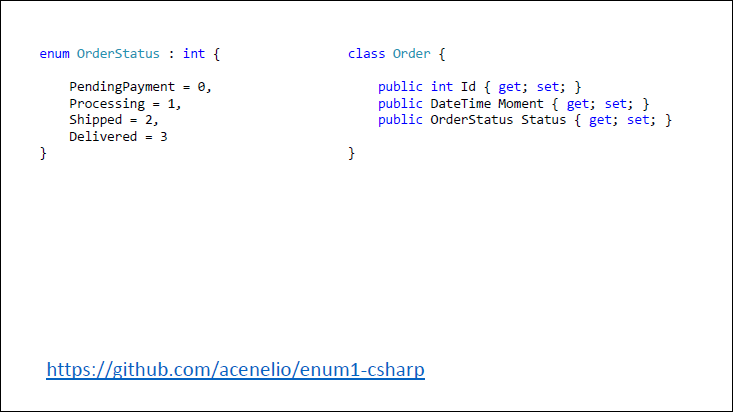 enum OrderStatus : int {
PendingPayment = 0,
Processing = 1,
Shipped = 2,
Delivered = 3
}
class Order {
public int Id { get; set; }
public DateTime Moment { get; set; }
public OrderStatus Status { get; set; }
}
https://github.com/acenelio/enum1-csharp